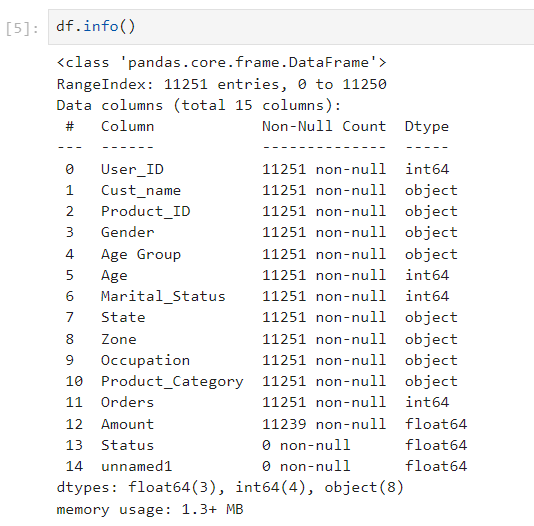 [5]: df.info()
<class 'pandas.core.frame.DataFrame'>
RangeIndex: 11251 entries, 0 to 11250
Data columns (total 15 columns):
 #   Column            Non-Null Count  Dtype
---  ------            --------------  -----
 0   User_ID           11251 non-null  int64
 1   Cust_name         11251 non-null  object
 2   Product_ID        11251 non-null  object
 3   Gender            11251 non-null  object
 4   Age Group         11251 non-null  object
 5   Age               11251 non-null  int64
 6   Marital_Status    11251 non-null  int64
 7   State             11251 non-null  object
 8   Zone              11251 non-null  object
 9   Occupation        11251 non-null  object
 10  Product_Category  11251 non-null  object
 11  Orders            11251 non-null  int64
 12  Amount            11239 non-null  float64
 13  Status            0 non-null      float64
 14  unnamed1          0 non-null      float64
dtypes: float64(3), int64(4), object(8)
memory usage: 1.3+ MB